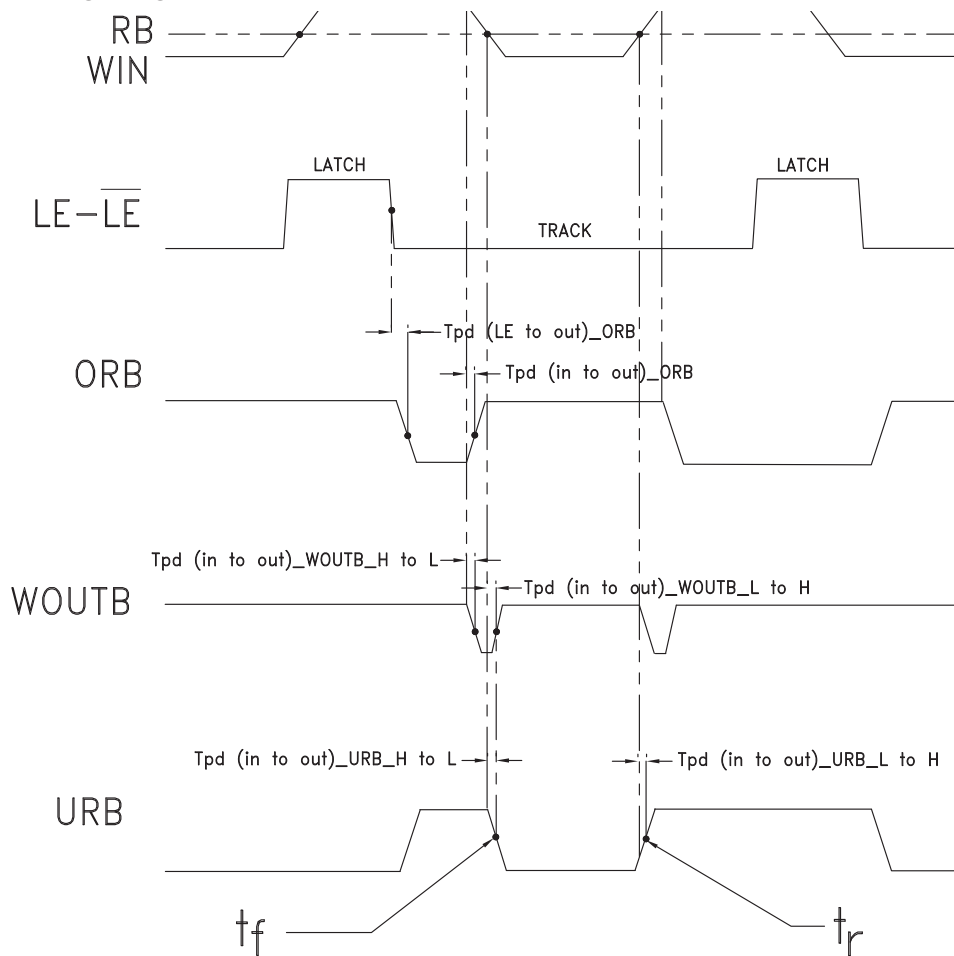 RB
WIN
LATCH
LATCH
LE-L̅E̅
TRACK
Tpd (LE to out)_ORB
Tpd (in to out)_ORB
ORB
Tpd (in to out)_WOUTB_H to L
Tpd (in to out)_WOUTB_L to H
WOUTB
Tpd (in to out)_URB_H to L
Tpd (in to out)_URB_L to H
URB
tf
tr